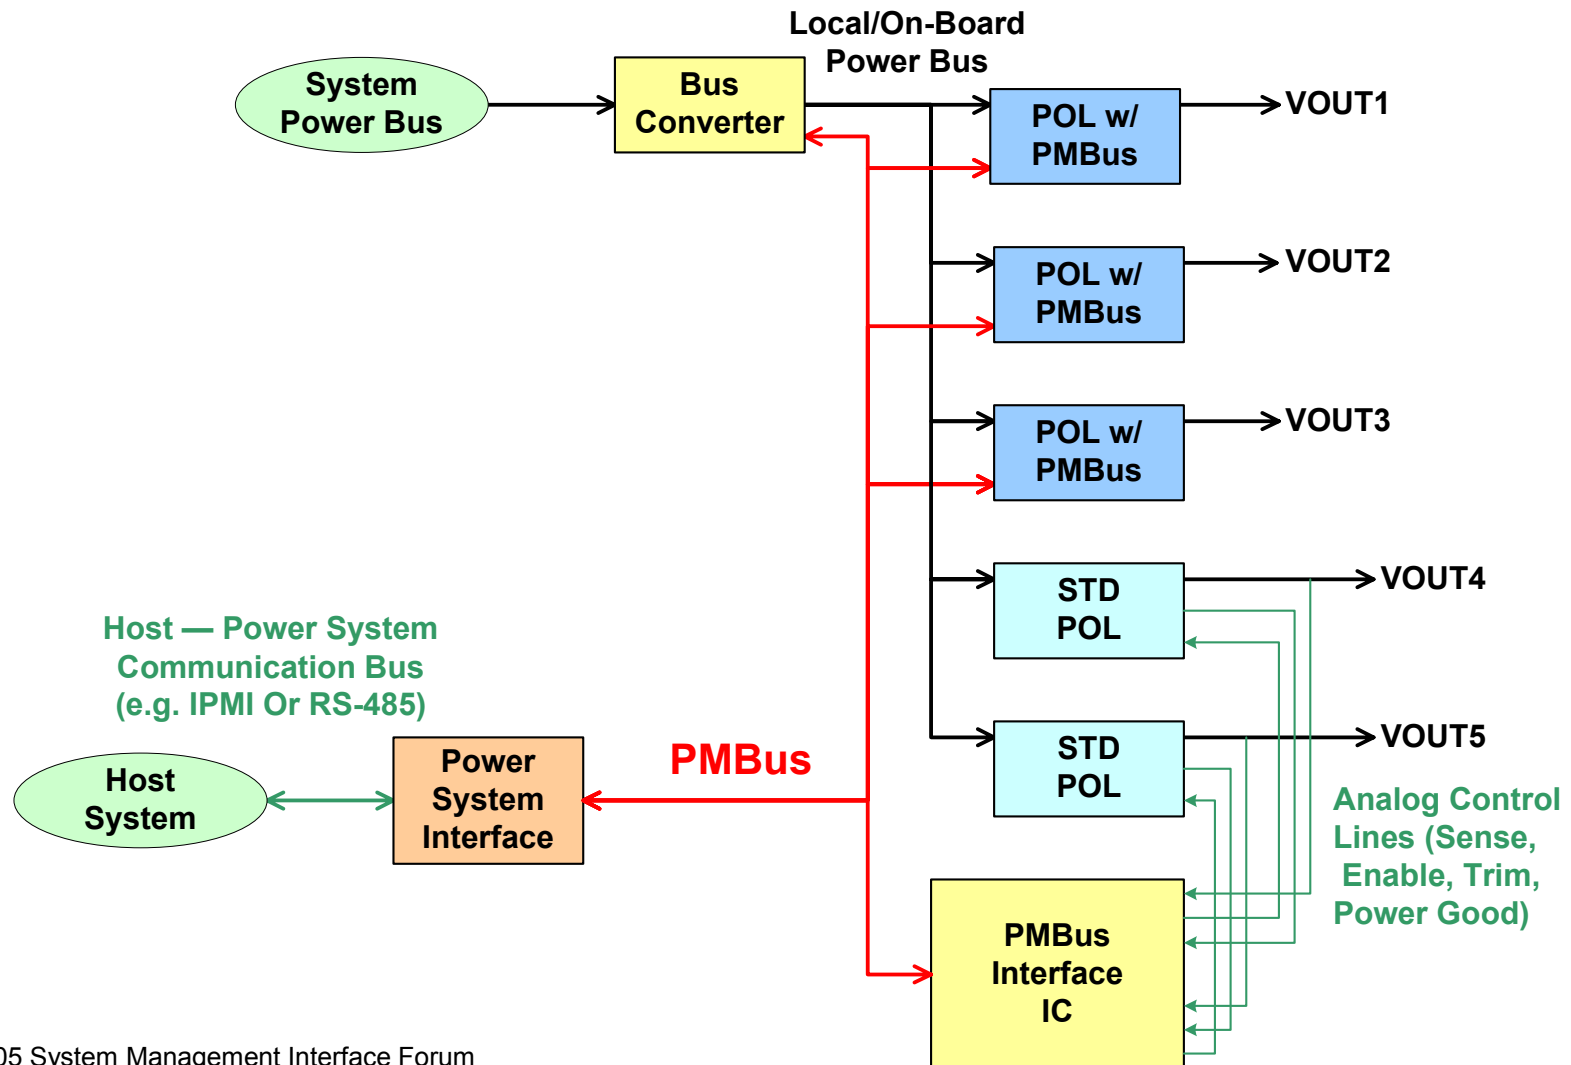 Local/On-Board
Power Bus
System
Power Bus
Bus
Converter
POL w/
PMBus
VOUT1
POL w/
PMBus
VOUT2
POL w/
PMBus
VOUT3
STD
POL
VOUT4
Host — Power System
Communication Bus
(e.g. IPMI Or RS-485)
STD
POL
VOUT5
Host
System
Power
System
Interface
PMBus
Analog Control
Lines (Sense,
Enable, Trim,
Power Good)
PMBus
Interface
IC
05 System Management Interface Forum